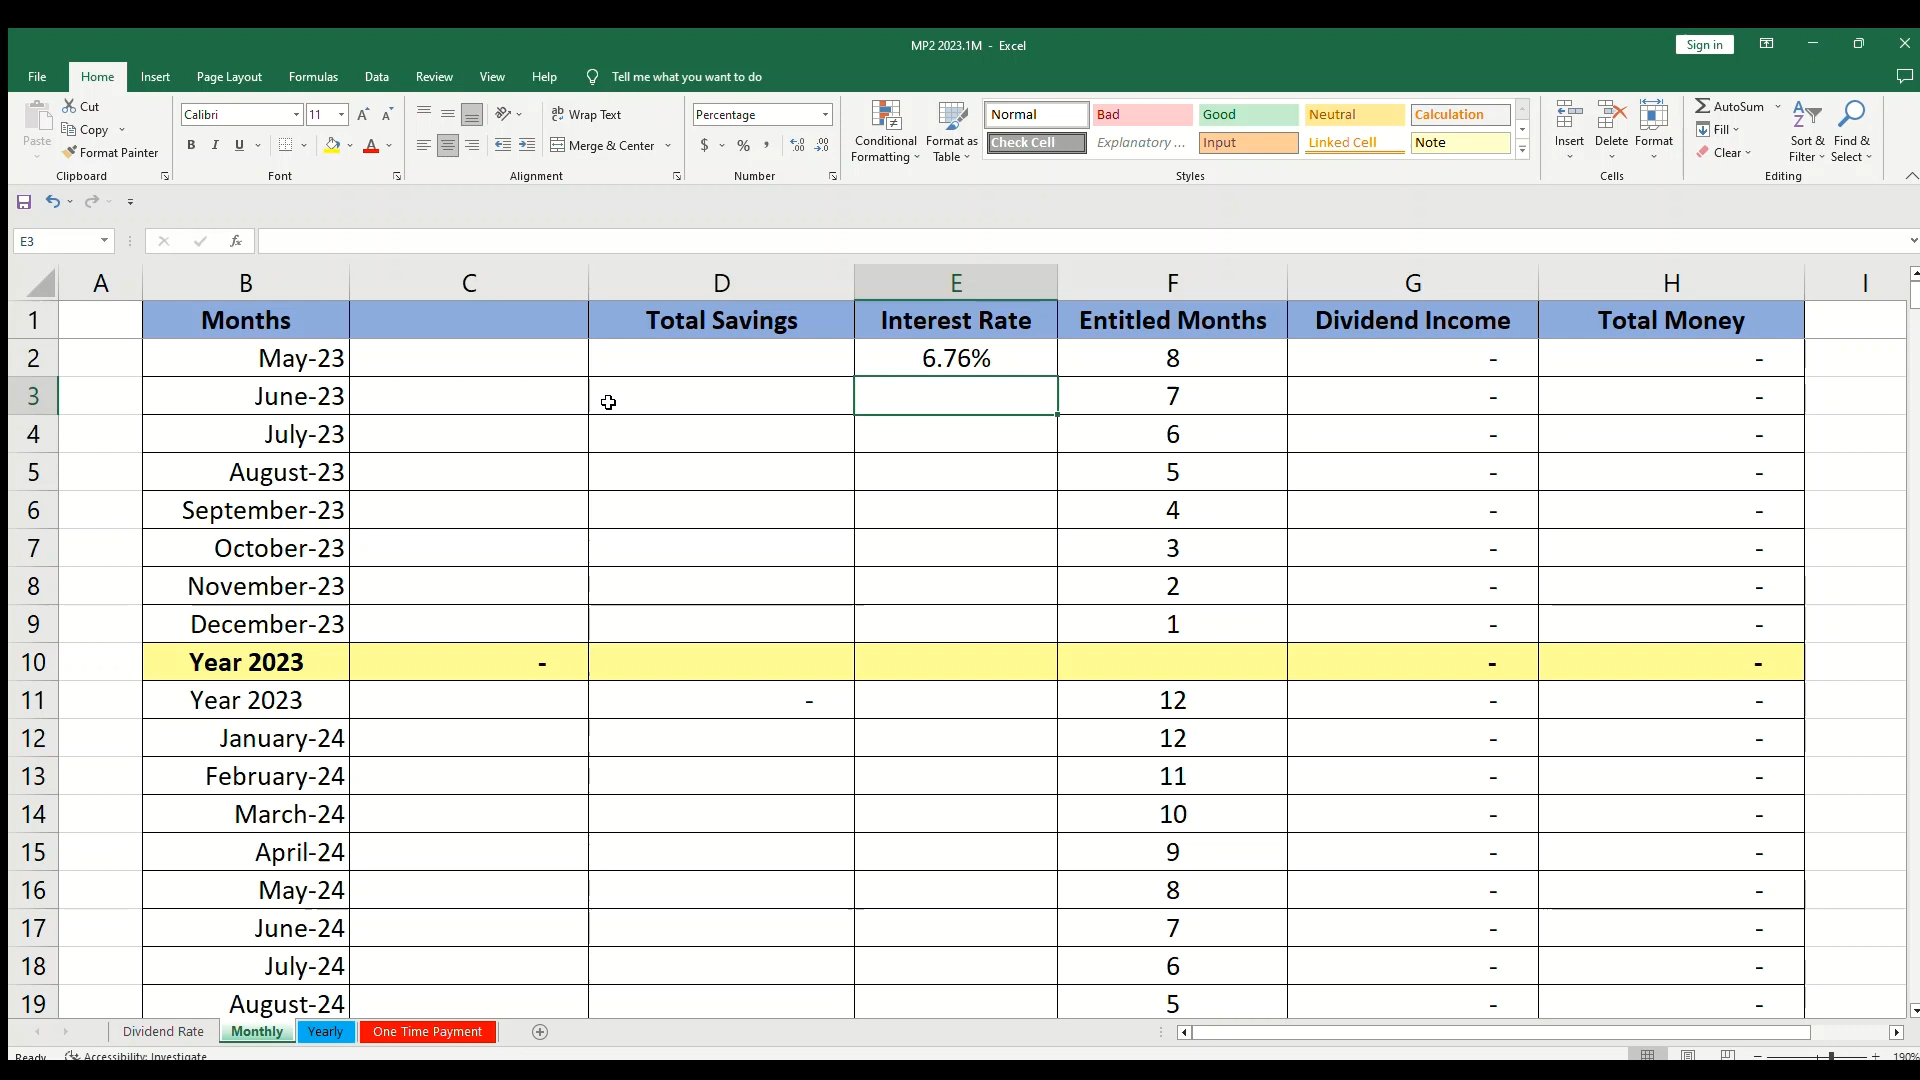 MP2 2023.1M - Excel
Sign in
File Home Insert Page Layout Formulas Data Review View Help Tell me what you want to do
Paste
Cut
Copy
Format Painter
Clipboard
Calibri 11
B I U
Font
Wrap Text
Merge & Center
Alignment
Percentage
$ % ,
Number
Conditional Formatting
Format as Table
Normal Bad Good Neutral Calculation
Check Cell Explanatory ... Input Linked Cell Note
Styles
Insert Delete Format
Cells
AutoSum
Fill
Clear
Sort & Filter
Find & Select
Editing
E3 fx
A B C D E F G H I
1 Months Total Savings Interest Rate Entitled Months Dividend Income Total Money
2 May-23 6.76% 8 - -
3 June-23 7 - -
4 July-23 6 - -
5 August-23 5 - -
6 September-23 4 - -
7 October-23 3 - -
8 November-23 2 - -
9 December-23 1 - -
10 Year 2023 - - -
11 Year 2023 - 12 - -
12 January-24 12 - -
13 February-24 11 - -
14 March-24 10 - -
15 April-24 9 - -
16 May-24 8 - -
17 June-24 7 - -
18 July-24 6 - -
19 August-24 5 - -
Dividend Rate Monthly Yearly One Time Payment
Ready Accessibility: Investigate 190%